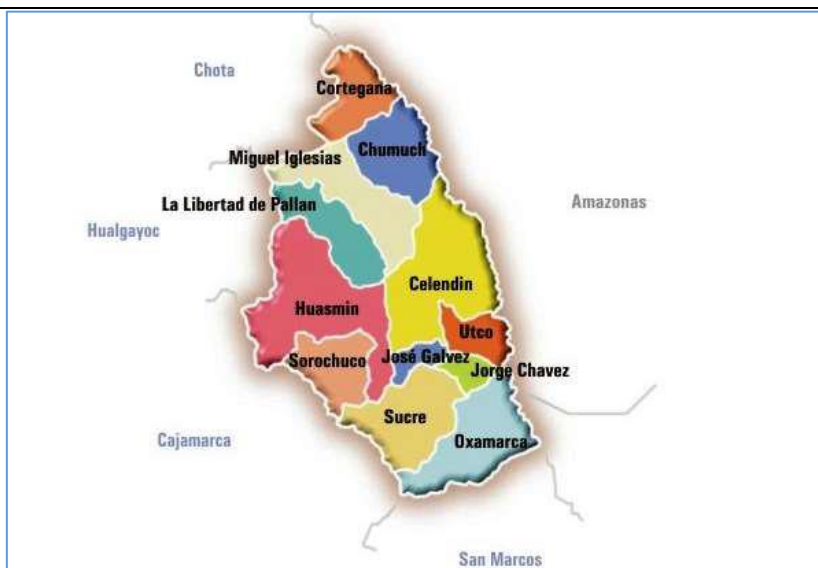 Chota
Cortegana
Chumuch
Miguel Iglesias
La Libertad de Pallan
Amazonas
Hualgayoc
Celendin
Huasmin
Utco
José Galvez
Sorochuco
Jorge Chavez
Sucre
Cajamarca
Oxamarca
San Marcos